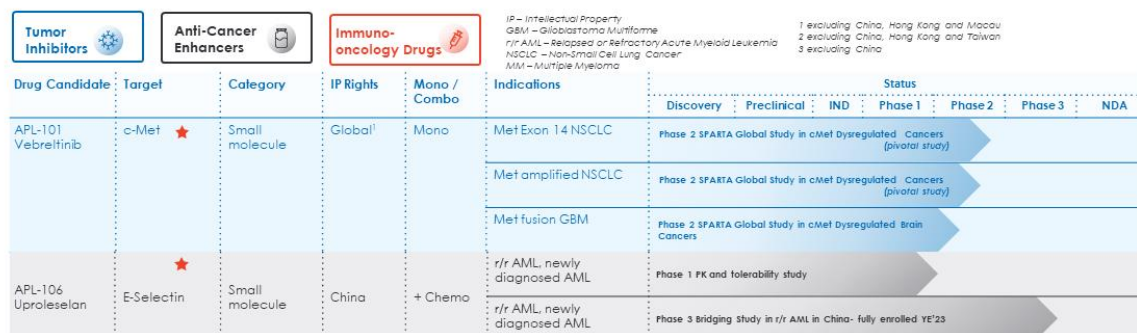 Tumor
Inhibitors
Anti-Cancer
Enhancers
Immuno-
oncology Drugs
IP – Intellectual Property
GBM – Glioblastoma Multiforme
r/r AML – Relapsed or Refractory Acute Myeloid Leukemia
NSCLC – Non-Small Cell Lung Cancer
MM – Multiple Myeloma
1 excluding China, Hong Kong and Macau
2 excluding China, Hong Kong and Taiwan
3 excluding China
Drug Candidate Target Category IP Rights Mono / Combo Indications Status
Discovery Preclinical IND Phase 1 Phase 2 Phase 3 NDA
APL-101
Vebreltinib
c-Met
Small
molecule
Global1
Mono
Met Exon 14 NSCLC
Phase 2 SPARTA Global Study in cMet Dysregulated Cancers
(pivotal study)
Met amplified NSCLC
Phase 2 SPARTA Global Study in cMet Dysregulated Cancers
(pivotal study)
Met fusion GBM
Phase 2 SPARTA Global Study in cMet Dysregulated Brain
Cancers
APL-106
Uproleselan
E-Selectin
Small
molecule
China
+ Chemo
r/r AML, newly
diagnosed AML
Phase 1 PK and tolerability study
r/r AML, newly
diagnosed AML
Phase 3 Bridging Study in r/r AML in China- fully enrolled YE'23